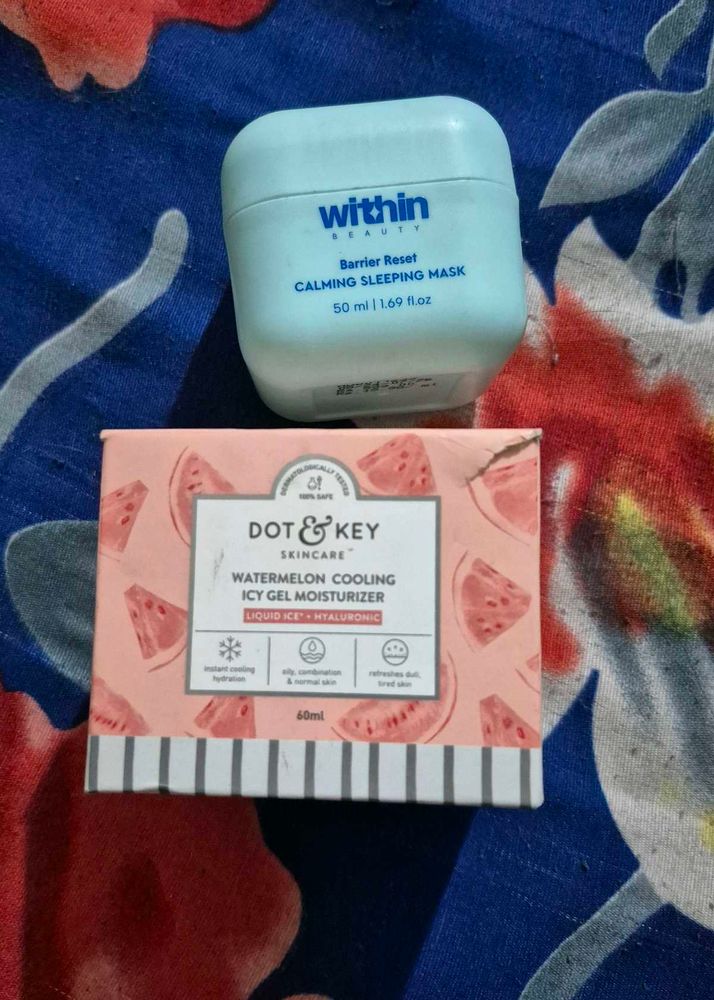 within
BEAUTY
Barrier Reset
CALMING SLEEPING MASK
50 ml | 1.69 fl.oz
DERMATOLOGICALLY TESTED
100% SAFE
DOT & KEY
SKINCARE™
WATERMELON COOLING
ICY GEL MOISTURIZER
LIQUID ICE* + HYALURONIC
instant cooling
hydration
oily, combination
& normal skin
refreshes dull,
tired skin
60ml